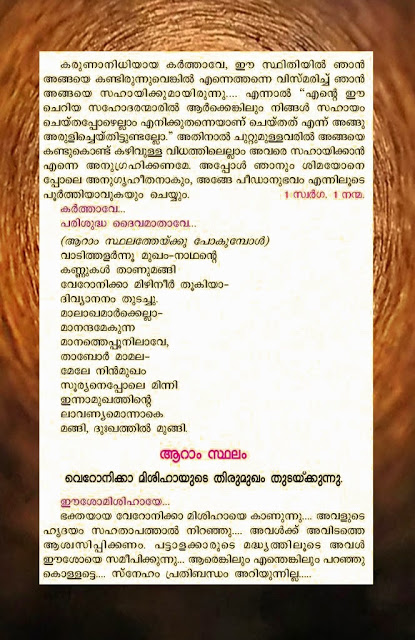 കരുണാനിധിയായ കർത്താവേ, ഈ സ്ഥിതിയിൽ ഞാൻ
അങ്ങയെ കണ്ടിരുന്നുവെങ്കിൽ എന്നെത്തന്നെ വിസ്മരിച്ച് ഞാൻ
അങ്ങയെ സഹായിക്കുമായിരുന്നു.... എന്നാൽ "എന്റെ ഈ
ചെറിയ സഹോദരന്മാരിൽ ആർക്കെങ്കിലും നിങ്ങൾ സഹായം
ചെയ്തപ്പോഴെല്ലാം എനിക്കുതന്നെയാണ് ചെയ്തത് എന്ന് അങ്ങു
അരുളിച്ചെയ്തിട്ടുണ്ടല്ലോ." അതിനാൽ ചുറ്റുമുള്ളവരിൽ അങ്ങയെ
കണ്ടുകൊണ്ട് കഴിവുള്ള വിധത്തിലെല്ലാം അവരെ സഹായിക്കാൻ
എന്നെ അനുഗ്രഹിക്കണമേ. അപ്പോൾ ഞാനും ശിമയോനെ
പ്പോലെ അനുഗൃഹീതനാകും, അങ്ങേ പീഡാനുഭവം എന്നിലൂടെ
പൂർത്തിയാവുകയും ചെയ്യും. 1 സ്വർഗ. 1 നന്മ.
കർത്താവേ...
പരിശുദ്ധ ദൈവമാതാവേ...
(ആറാം സ്ഥലത്തേയ്ക്കു പോകുമ്പോൾ)
വാടിത്തളർന്നൂ മുഖം-നാഥന്റെ
കണ്ണുകൾ താണുമങ്ങി
വേറോനിക്കാ മിഴിനീർ തൂകിയാ-
ദിവ്യാനനം തുടച്ചു.
മാലാഖമാർക്കെല്ലാ-
മാനന്ദമേകുന്ന
മാനത്തെപ്പൂനിലാവേ,
താബോർ മാമല-
മേലേ നിൻമുഖം
സൂര്യനെപ്പോലെ മിന്നി
ഇന്നാമുഖത്തിന്റെ
ലാവണ്യമൊന്നാകെ
മങ്ങി, ദുഃഖത്തിൽ മുങ്ങി.
ആറാം സ്ഥലം
വെറോനിക്കാ മിശിഹായുടെ തിരുമുഖം തുടയ്ക്കുന്നു.
ഈശോമിശിഹായേ...
ഭക്തയായ വേറോനിക്കാ മിശിഹായെ കാണുന്നു.... അവളുടെ
ഹൃദയം സഹതാപത്താൽ നിറഞ്ഞു.... അവൾക്ക് അവിടത്തെ
ആശ്വസിപ്പിക്കണം. പട്ടാളക്കാരുടെ മദ്ധ്യത്തിലൂടെ അവൾ
ഈശോയെ സമീപിക്കുന്നു... ആരെങ്കിലും എന്തെങ്കിലും പറഞ്ഞു
കൊള്ളട്ടെ.... സ്നേഹം പ്രതിബന്ധം അറിയുന്നില്ല.....